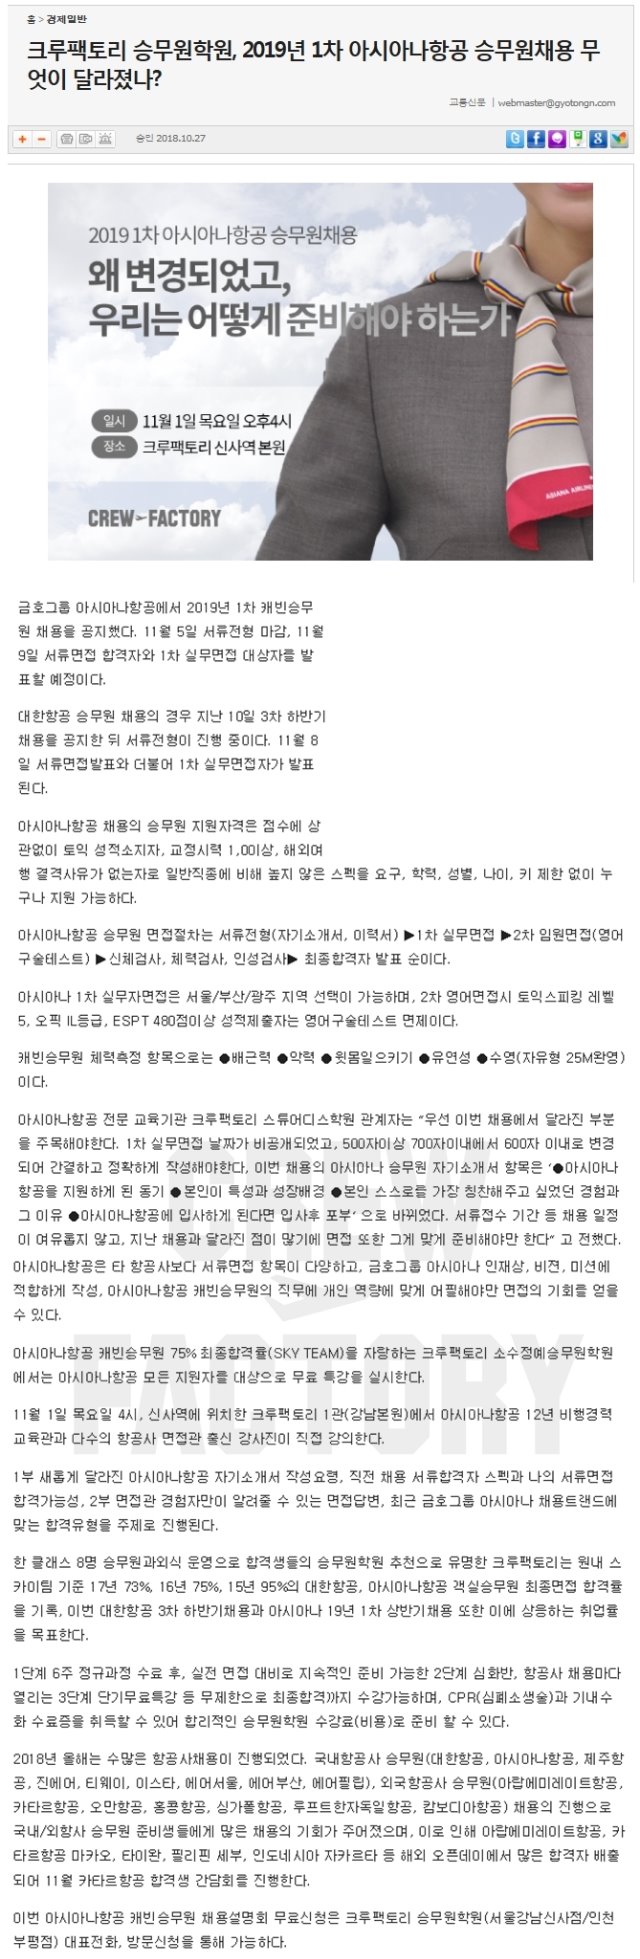 홈 > 경제일반
크루팩토리 승무원학원, 2019년 1차 아시아나항공 승무원채용 무
엇이 달라졌나?
교통신문 | webmaster@gyotongn.com
승인 2018.10.27
2019 1차 아시아나항공 승무원채용
왜 변경되었고,
우리는 어떻게 준비해야 하는가
일시 11월 1일 목요일 오후4시
장소 크루팩토리 신사역 본원
CREW FACTORY
ASIANA AIRLINES
금호그룹 아시아나항공에서 2019년 1차 캐빈승무
원 채용을 공지했다. 11월 5일 서류전형 마감, 11월
9일 서류면접 합격자와 1차 실무면접 대상자를 발
표할 예정이다.
대한항공 승무원 채용의 경우 지난 10일 3차 하반기
채용을 공지한 뒤 서류전형이 진행 중이다. 11월 8
일 서류면접발표와 더불어 1차 실무면접자가 발표
된다.
아시아나항공 채용의 승무원 지원자격은 점수에 상
관없이 토익 성적소지자, 교정시력 1,00이상, 해외여
행 결격사유가 없는자로 일반직종에 비해 높지 않은 스펙을 요구, 학력, 성별, 나이, 키 제한 없이 누
구나 지원 가능하다.
아시아나항공 승무원 면접절차는 서류전형(자기소개서, 이력서) ▶1차 실무면접 ▶2차 임원면접(영어
구술테스트) ▶신체검사, 체력검사, 인성검사▶ 최종합격자 발표 순이다.
아시아나 1차 실무자면접은 서울/부산/광주 지역 선택이 가능하며, 2차 영어면접시 토익스피킹 레벨
5, 오픽 IL등급, ESPT 480점이상 성적제출자는 영어구술테스트 면제이다.
캐빈승무원 체력측정 항목으로는 ●배근력 ●악력 ●윗몸일으키기 ●유연성 ●수영(자유형 25M완영)
이다.
아시아나항공 전문 교육기관 크루팩토리 스튜어디스학원 관계자는 “우선 이번 채용에서 달라진 부분
을 주목해야한다. 1차 실무면접 날짜가 비공개되었고, 500자이상 700자이내에서 600자 이내로 변경
되어 간결하고 정확하게 작성해야한다, 이번 채용의 아시아나 승무원 자기소개서 항목은 ‘●아시아나
항공을 지원하게 된 동기 ●본인이 특성과 성장배경 ●본인 스스로를 가장 칭찬해주고 싶었던 경험과
그 이유 ●아시아나항공에 입사하게 된다면 입사후 포부’ 으로 바뀌었다. 서류접수 기간 등 채용 일정
이 여유롭지 않고, 지난 채용과 달라진 점이 많기에 면접 또한 그게 맞게 준비해야만 한다” 고 전했다.
아시아나항공은 타 항공사보다 서류면접 항목이 다양하고, 금호그룹 아시아나 인재상, 비젼, 미션에
적합하게 작성, 아시아나항공 캐빈승무원의 직무에 개인 역량에 맞게 어필해야만 면접의 기회를 얻을
수 있다.
아시아나항공 캐빈승무원 75% 최종합격률(SKY TEAM)을 자랑하는 크루팩토리 소수정예승무원학원
에서는 아시아나항공 모든 지원자를 대상으로 무료 특강을 실시한다.
11월 1일 목요일 4시, 신사역에 위치한 크루팩토리 1관(강남본원)에서 아시아나항공 12년 비행경력
교육관과 다수의 항공사 면접관 출신 강사진이 직접 강의한다.
1부 새롭게 달라진 아시아나항공 자기소개서 작성요령, 직전 채용 서류합격자 스펙과 나의 서류면접
합격가능성, 2부 면접관 경험자만이 알려줄 수 있는 면접답변, 최근 금호그룹 아시아나 채용트랜드에
맞는 합격유형을 주제로 진행된다.
한 클래스 8명 승무원과외식 운영으로 합격생들의 승무원학원 추천으로 유명한 크루팩토리는 원내 스
카이팀 기준 17년 73%, 16년 75%, 15년 95%의 대한항공, 아시아나항공 객실승무원 최종면접 합격률
을 기록, 이번 대한항공 3차 하반기채용과 아시아나 19년 1차 상반기채용 또한 이에 상응하는 취업률
을 목표한다.
1단계 6주 정규과정 수료 후, 실전 면접 대비로 지속적인 준비 가능한 2단계 심화반, 항공사 채용마다
열리는 3단계 단기무료특강 등 무제한으로 최종합격까지 수강가능하며, CPR(심폐소생술)과 기내수
화 수료증을 취득할 수 있어 합리적인 승무원학원 수강료(비용)로 준비 할 수 있다.
2018년 올해는 수많은 항공사채용이 진행되었다. 국내항공사 승무원(대한항공, 아시아나항공, 제주항
공, 진에어, 티웨이, 이스타, 에어서울, 에어부산, 에어필립), 외국항공사 승무원(아랍에미레이트항공,
카타르항공, 오만항공, 홍콩항공, 싱가폴항공, 루프트한자독일항공, 캄보디아항공) 채용의 진행으로
국내/외항사 승무원 준비생들에게 많은 채용의 기회가 주어졌으며, 이로 인해 아랍에미레이트항공, 카
타르항공 마카오, 타이완, 필리핀 세부, 인도네시아 자카르타 등 해외 오픈데이에서 많은 합격자 배출
되어 11월 카타르항공 합격생 간담회를 진행한다.
이번 아시아나항공 캐빈승무원 채용설명회 무료신청은 크루팩토리 승무원학원(서울강남신사점/인천
부평점) 대표전화, 방문신청을 통해 가능하다.
CREW
FACTORY